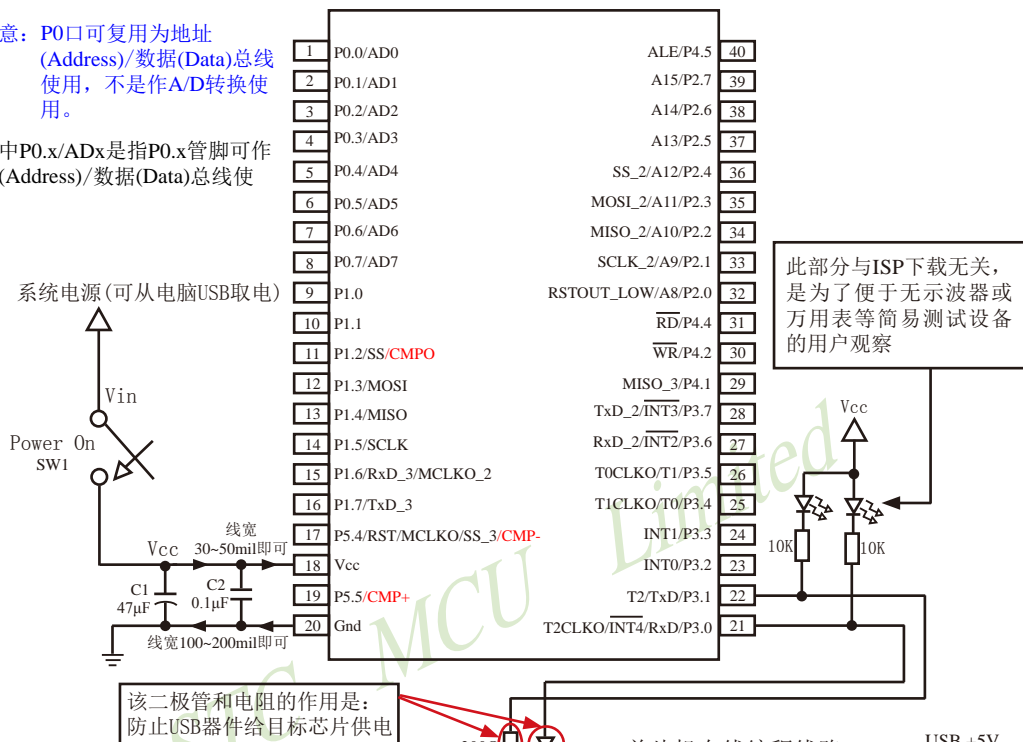 意：P0口可复用为地址
(Address)/数据(Data)总线
使用，不是作A/D转换使
用。
中P0.x/ADx是指P0.x管脚可作
(Address)/数据(Data)总线使
系统电源(可从电脑USB取电)
Vin
Power On
SW1
Vcc
线宽
30~50mil即可
C1
47μF
C2
0.1μF
线宽100~200mil即可
1 P0.0/AD0
2 P0.1/AD1
3 P0.2/AD2
4 P0.3/AD3
5 P0.4/AD4
6 P0.5/AD5
7 P0.6/AD6
8 P0.7/AD7
9 P1.0
10 P1.1
11 P1.2/SS/CMPO
12 P1.3/MOSI
13 P1.4/MISO
14 P1.5/SCLK
15 P1.6/RxD_3/MCLKO_2
16 P1.7/TxD_3
17 P5.4/RST/MCLKO/SS_3/CMP-
18 Vcc
19 P5.5/CMP+
20 Gnd
ALE/P4.5 40
A15/P2.7 39
A14/P2.6 38
A13/P2.5 37
SS_2/A12/P2.4 36
MOSI_2/A11/P2.3 35
MISO_2/A10/P2.2 34
SCLK_2/A9/P2.1 33
RSTOUT_LOW/A8/P2.0 32
RD/P4.4 31
WR/P4.2 30
MISO_3/P4.1 29
TxD_2/INT3/P3.7 28
RxD_2/INT2/P3.6 27
T0CLKO/T1/P3.5 26
T1CLKO/T0/P3.4 25
INT1/P3.3 24
INT0/P3.2 23
T2/TxD/P3.1 22
T2CLKO/INT4/RxD/P3.0 21
此部分与ISP下载无关，
是为了便于无示波器或
万用表等简易测试设备
的用户观察
Vcc
10K
10K
STC MCU Limited
该二极管和电阻的作用是：
防止USB器件给目标芯片供电
USB +5V